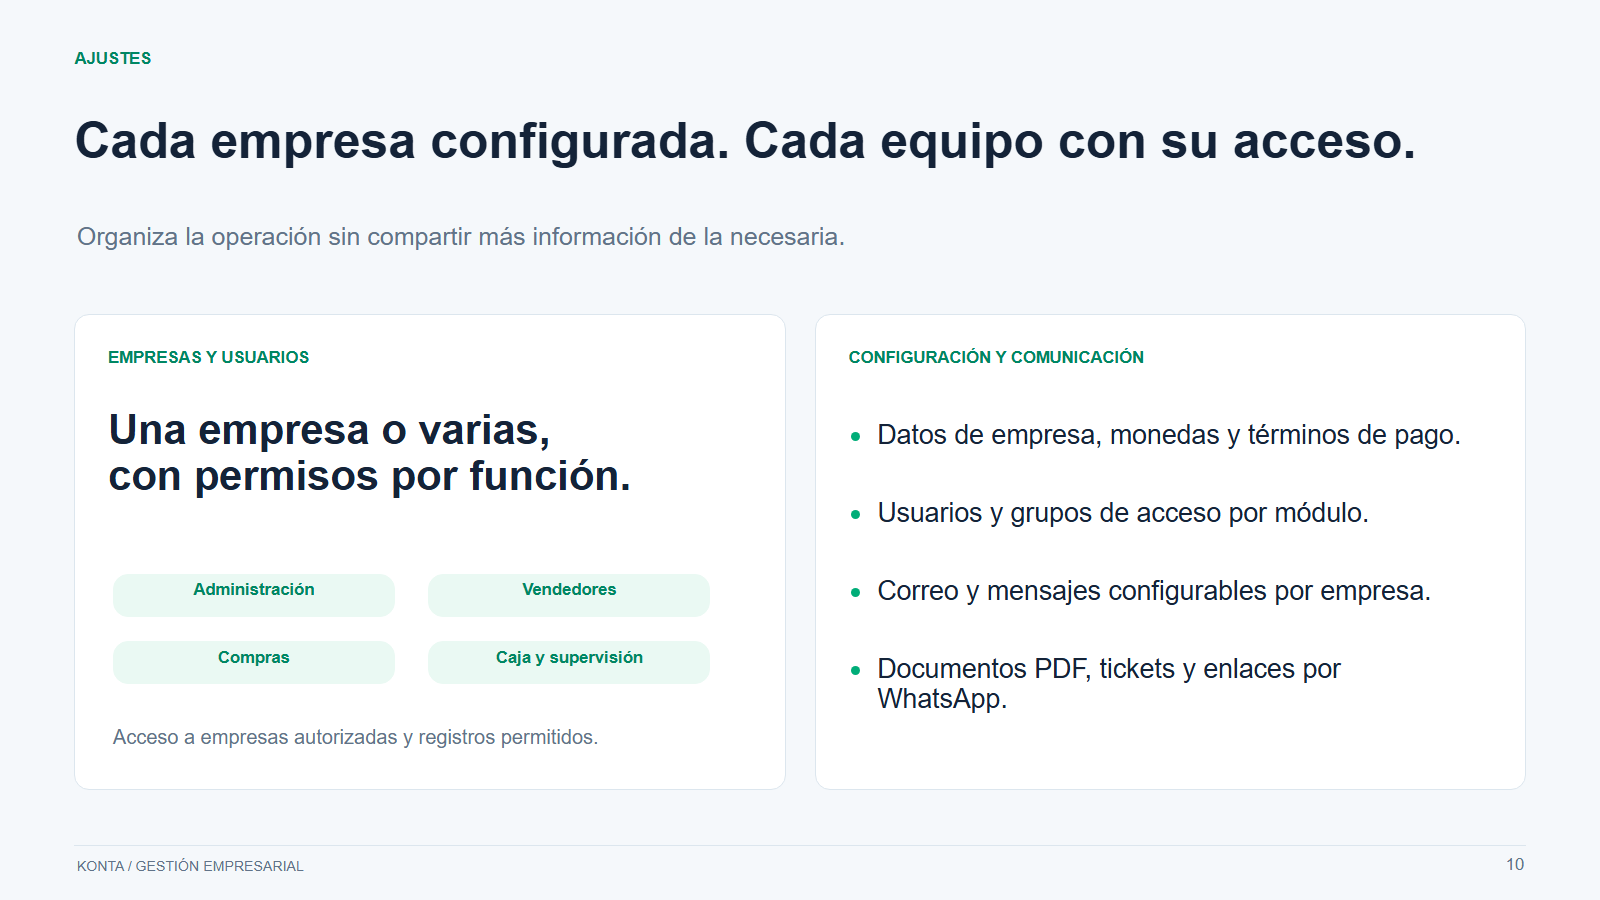 AJUSTES
Cada empresa configurada. Cada equipo con su acceso.
Organiza la operación sin compartir más información de la necesaria.
EMPRESAS Y USUARIOS
Una empresa o varias,
con permisos por función.
Administración
Vendedores
Compras
Caja y supervisión
Acceso a empresas autorizadas y registros permitidos.
CONFIGURACIÓN Y COMUNICACIÓN
• Datos de empresa, monedas y términos de pago.
• Usuarios y grupos de acceso por módulo.
• Correo y mensajes configurables por empresa.
• Documentos PDF, tickets y enlaces por
WhatsApp.
KONTA / GESTIÓN EMPRESARIAL
10